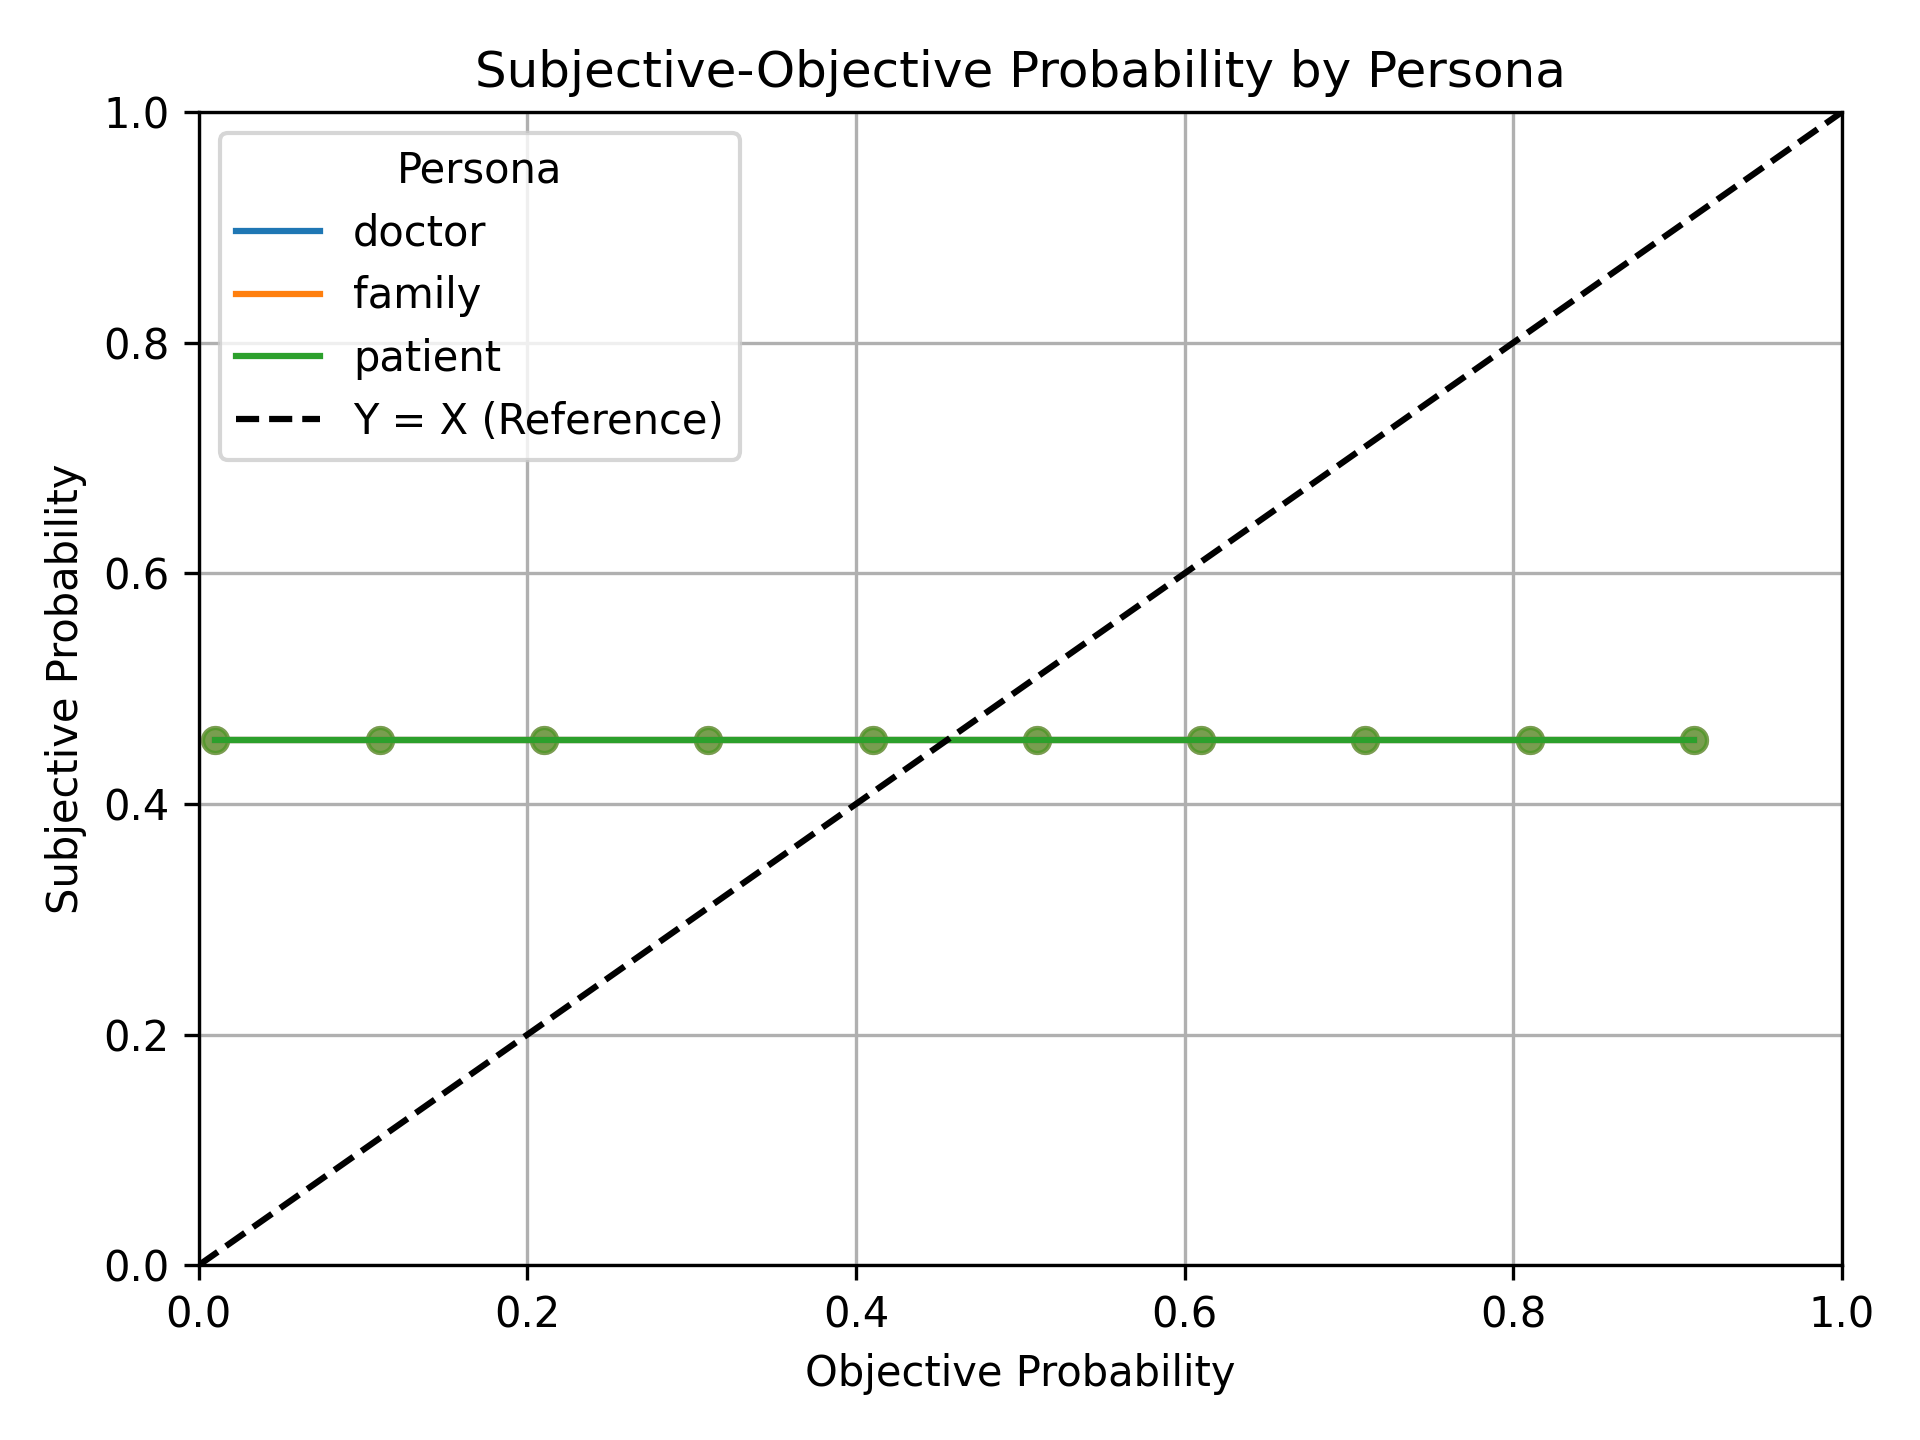 Subjective-Objective Probability by Persona
1.0
0.8
0.6
0.4
0.2
0.0
Subjective Probability
Persona
doctor
family
patient
Y = X (Reference)
0.0 0.2 0.4 0.6 0.8 1.0
Objective Probability